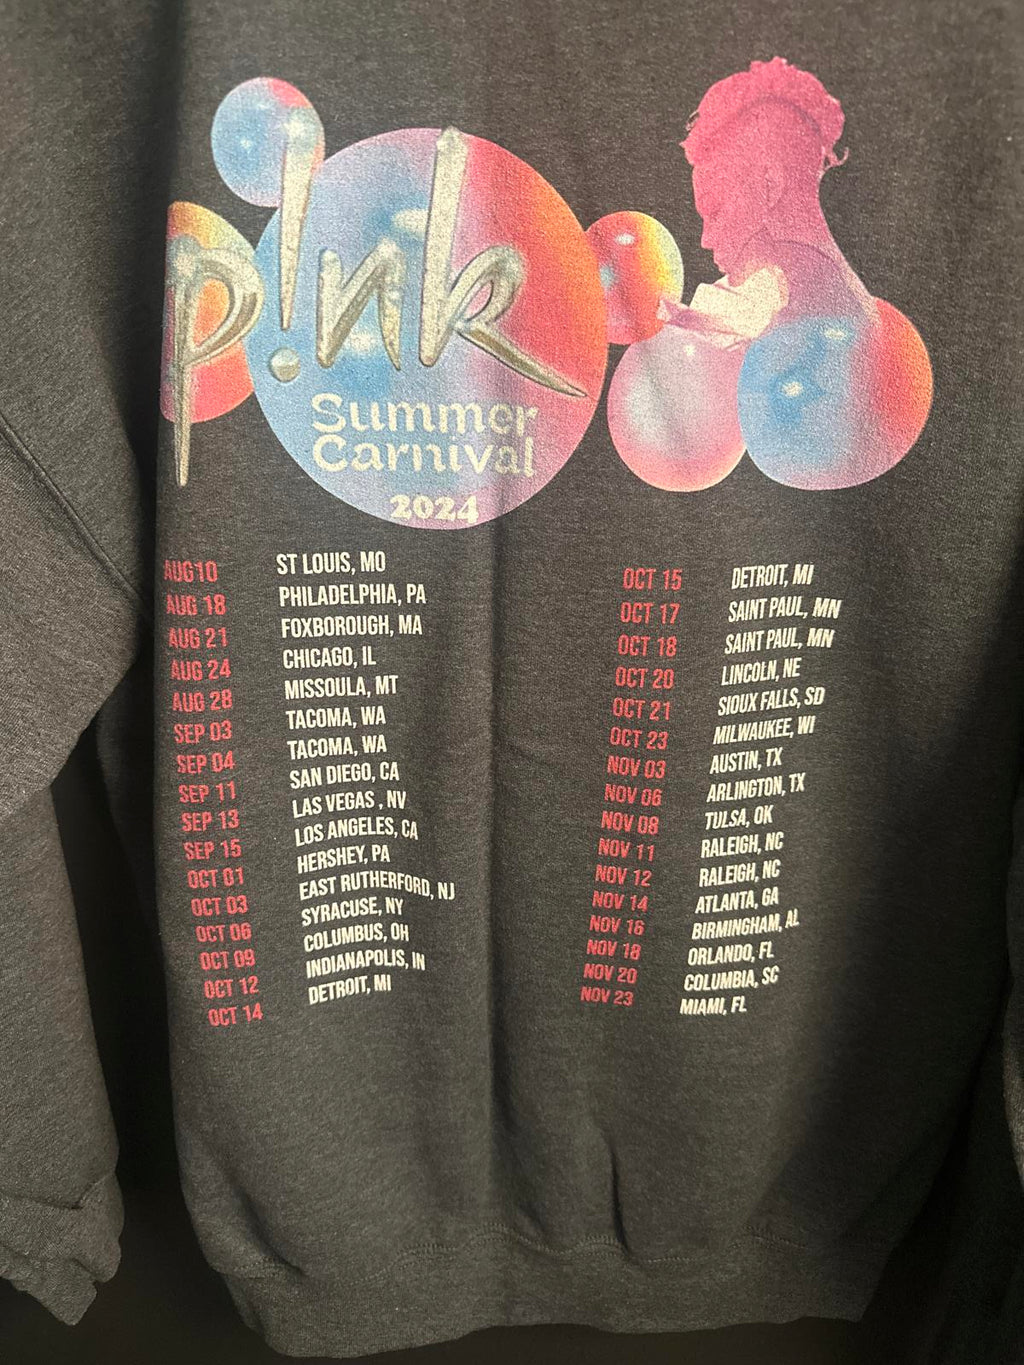 p!nk
Summer
Carnival
2024
AUG 10 ST LOUIS, MO
AUG 18 PHILADELPHIA, PA
AUG 21 FOXBOROUGH, MA
AUG 24 CHICAGO, IL
AUG 28 MISSOULA, MT
SEP 03 TACOMA, WA
SEP 04 TACOMA, WA
SEP 11 SAN DIEGO, CA
SEP 13 LAS VEGAS , NV
SEP 15 LOS ANGELES, CA
OCT 01 HERSHEY, PA
OCT 03 EAST RUTHERFORD, NJ
OCT 06 SYRACUSE, NY
OCT 09 COLUMBUS, OH
OCT 12 INDIANAPOLIS, IN
OCT 14 DETROIT, MI
OCT 15 DETROIT, MI
OCT 17 SAINT PAUL, MN
OCT 18 SAINT PAUL, MN
OCT 20 LINCOLN, NE
OCT 21 SIOUX FALLS, SD
OCT 23 MILWAUKEE, WI
NOV 03 AUSTIN, TX
NOV 06 ARLINGTON, TX
NOV 08 TULSA, OK
NOV 11 RALEIGH, NC
NOV 12 RALEIGH, NC
NOV 14 ATLANTA, GA
NOV 16 BIRMINGHAM, AL
NOV 18 ORLANDO, FL
NOV 20 COLUMBIA, SC
NOV 23 MIAMI, FL